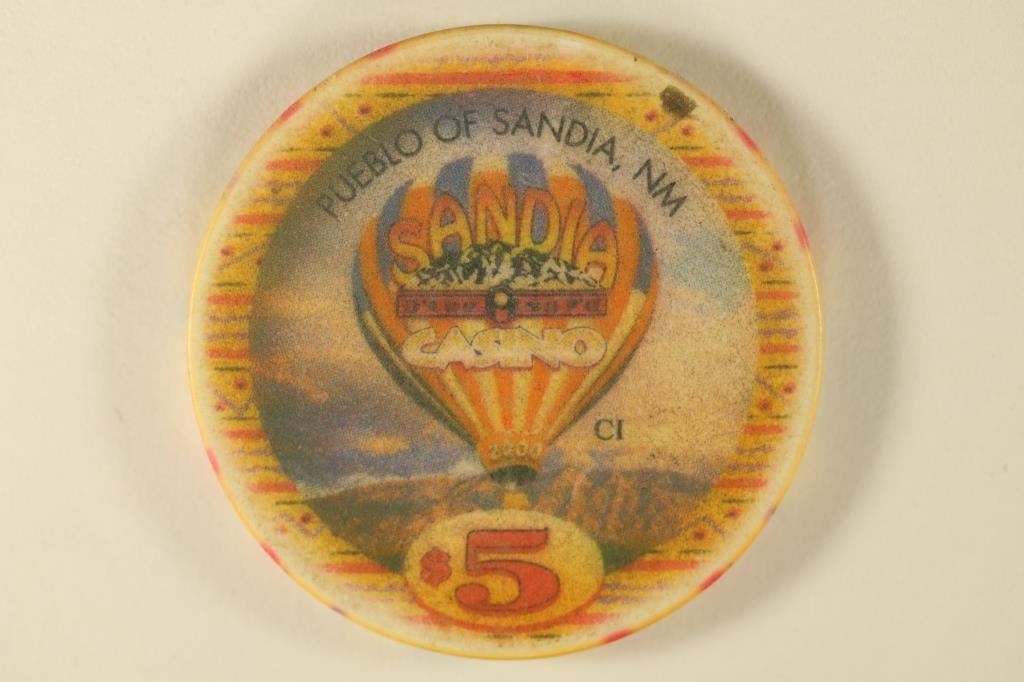 PUEBLO OF SANDIA, NM
SANDIA
CASINO
CI
$5